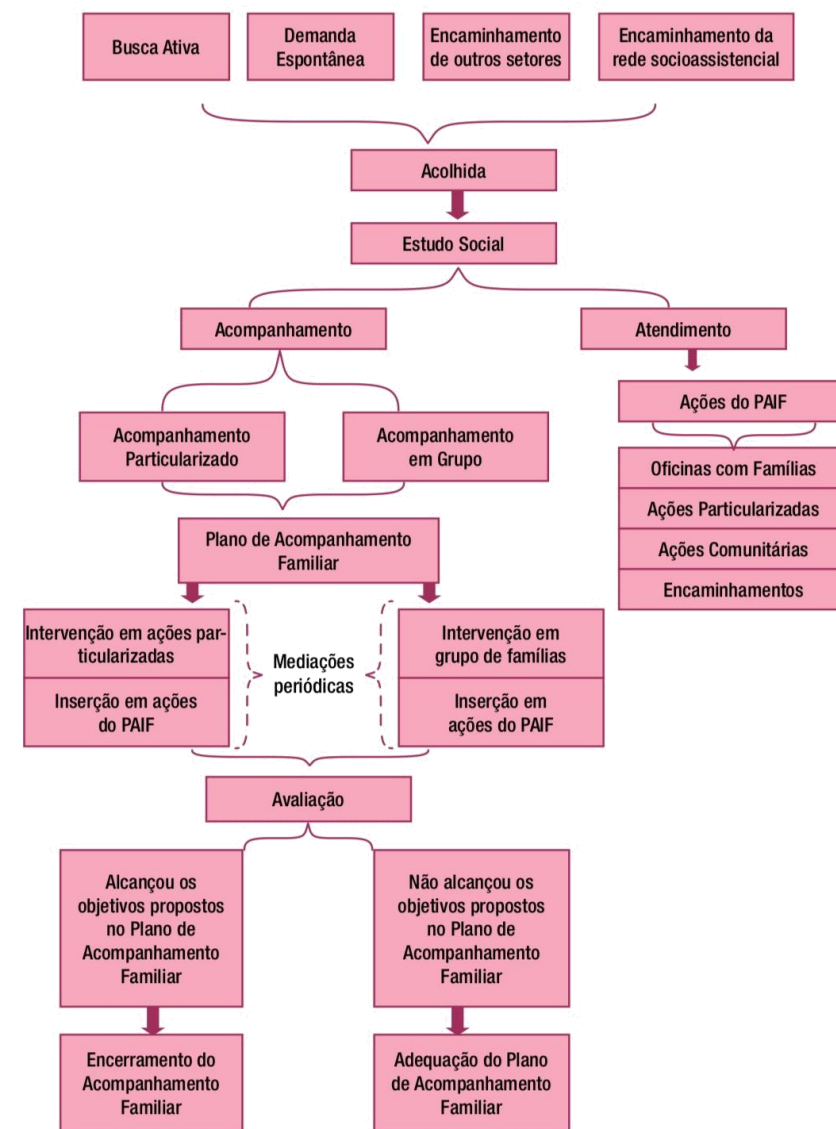 Busca Ativa
Demanda
Espontânea
Encaminhamento
de outros setores
Encaminhamento da
rede socioassistencial
Acolhida
Estudo Social
Acompanhamento
Atendimento
Ações do PAIF
Acompanhamento
Particularizado
Acompanhamento
em Grupo
Oficinas com Famílias
Ações Particularizadas
Ações Comunitárias
Encaminhamentos
Plano de Acompanhamento
Familiar
Intervenção em ações par-
ticularizadas
Inserção em ações
do PAIF
Mediações
periódicas
Intervenção em
grupo de famílias
Inserção em
ações do PAIF
Avaliação
Alcançou os
objetivos propostos
no Plano de
Acompanhamento
Familiar
Não alcançou os
objetivos propostos
no Plano de
Acompanhamento
Familiar
Encerramento do
Acompanhamento
Familiar
Adequação do Plano
de Acompanhamento
Familiar